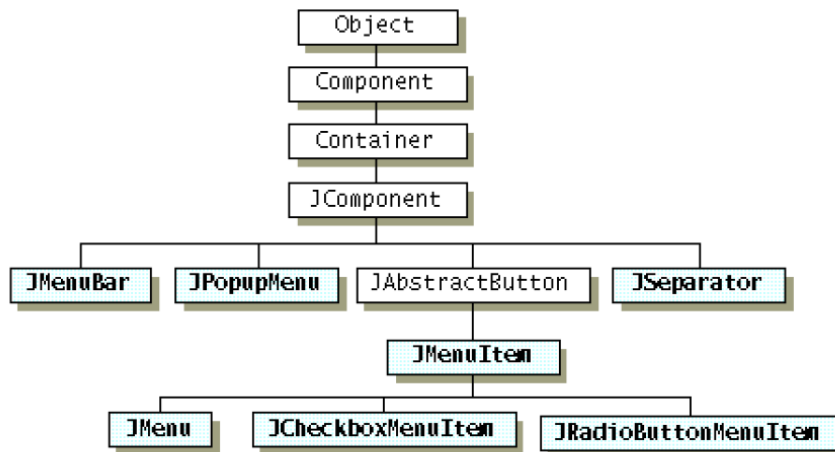 Object
Component
Container
JComponent
JMenuBar
JPopupMenu
JAbstractButton
JSeparator
JMenuItem
JMenu
JCheckboxMenuItem
JRadioButtonMenuItem